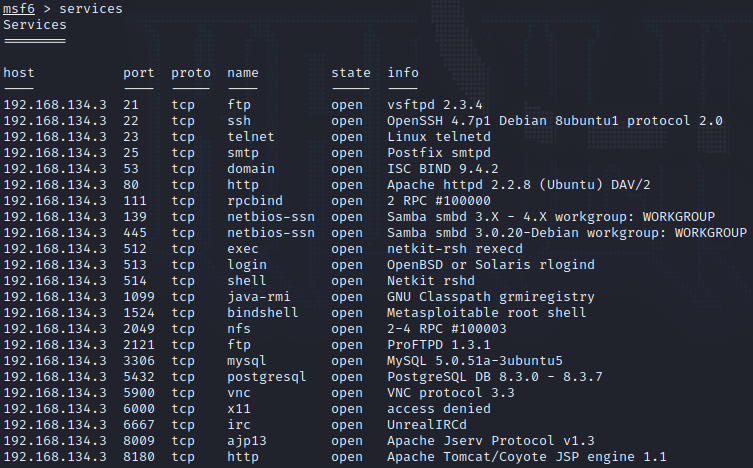 msf6 > services
Services
========
host port proto name state info
---- ---- ----- ---- ----- ----
192.168.134.3 21 tcp ftp open vsftpd 2.3.4
192.168.134.3 22 tcp ssh open OpenSSH 4.7p1 Debian 8ubuntu1 protocol 2.0
192.168.134.3 23 tcp telnet open Linux telnetd
192.168.134.3 25 tcp smtp open Postfix smtpd
192.168.134.3 53 tcp domain open ISC BIND 9.4.2
192.168.134.3 80 tcp http open Apache httpd 2.2.8 (Ubuntu) DAV/2
192.168.134.3 111 tcp rpcbind open 2 RPC #100000
192.168.134.3 139 tcp netbios-ssn open Samba smbd 3.X - 4.X workgroup: WORKGROUP
192.168.134.3 445 tcp netbios-ssn open Samba smbd 3.0.20-Debian workgroup: WORKGROUP
192.168.134.3 512 tcp exec open netkit-rsh rexecd
192.168.134.3 513 tcp login open OpenBSD or Solaris rlogind
192.168.134.3 514 tcp shell open Netkit rshd
192.168.134.3 1099 tcp java-rmi open GNU Classpath grmiregistry
192.168.134.3 1524 tcp bindshell open Metasploitable root shell
192.168.134.3 2049 tcp nfs open 2-4 RPC #100003
192.168.134.3 2121 tcp ftp open ProFTPD 1.3.1
192.168.134.3 3306 tcp mysql open MySQL 5.0.51a-3ubuntu5
192.168.134.3 5432 tcp postgresql open PostgreSQL DB 8.3.0 - 8.3.7
192.168.134.3 5900 tcp vnc open VNC protocol 3.3
192.168.134.3 6000 tcp x11 open access denied
192.168.134.3 6667 tcp irc open UnrealIRCd
192.168.134.3 8009 tcp ajp13 open Apache Jserv Protocol v1.3
192.168.134.3 8180 tcp http open Apache Tomcat/Coyote JSP engine 1.1